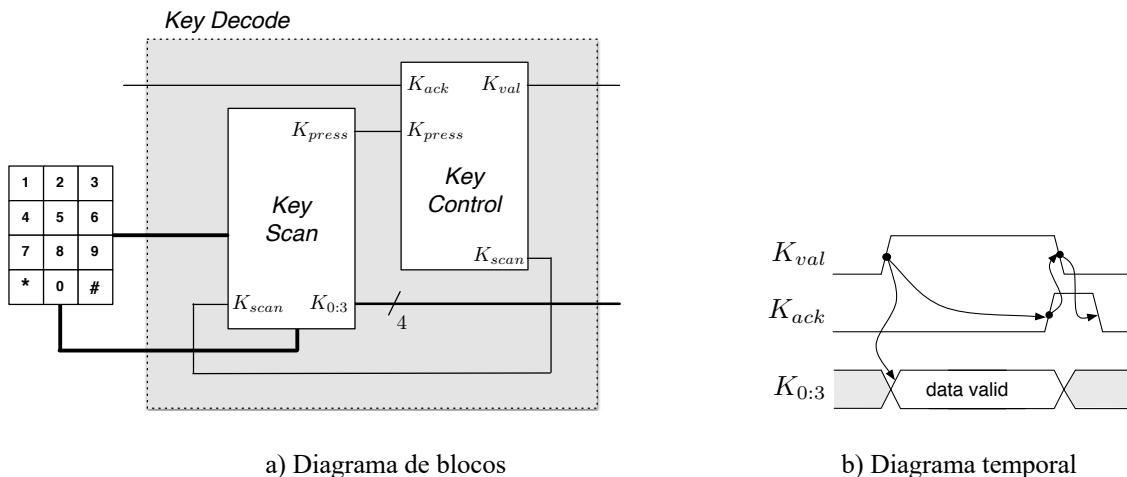 Key Decode
K_ack K_val
K_press K_press
Key
Control
Key
Scan
K_scan
K_scan K_0:3
4
1 2 3
4 5 6
7 8 9
* 0 #
K_val
K_ack
K_0:3 data valid
a) Diagrama de blocos
b) Diagrama temporal